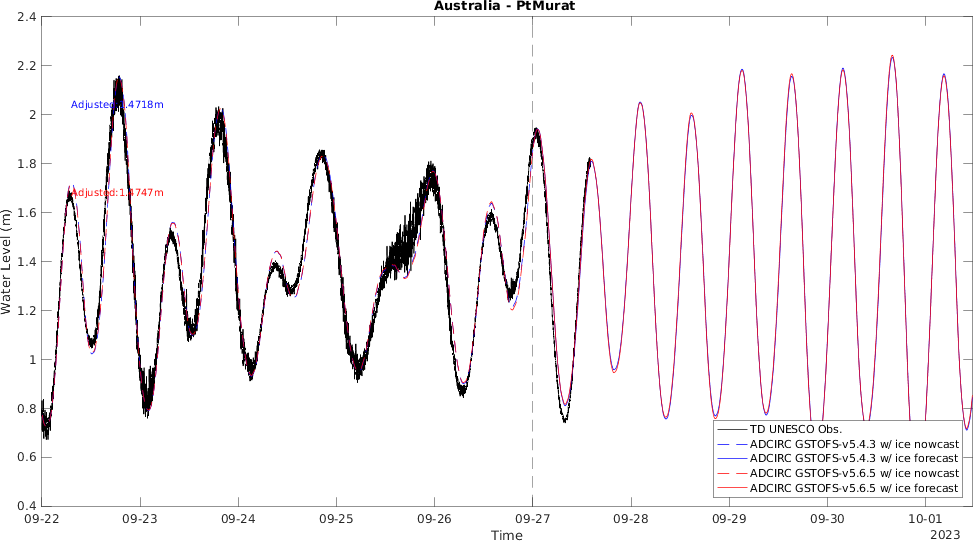 Australia - PtMurat
2.4
2.2
2
1.8
1.6
1.4
1.2
1
0.8
0.6
0.4
Water Level (m)
Adjusted:1.4718m
Adjusted:1.4747m
TD UNESCO Obs.
ADCIRC GSTOFS-v5.4.3 w/ ice nowcast
ADCIRC GSTOFS-v5.4.3 w/ ice forecast
ADCIRC GSTOFS-v5.6.5 w/ ice nowcast
ADCIRC GSTOFS-v5.6.5 w/ ice forecast
09-22 09-23 09-24 09-25 09-26 09-27 09-28 09-29 09-30 10-01
Time
2023